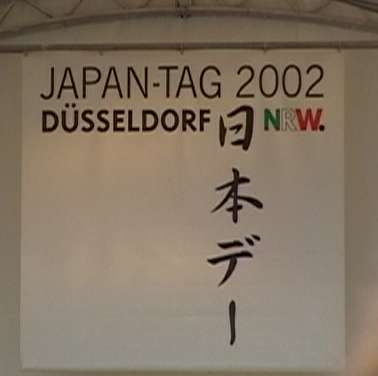 JAPAN-TAG 2002
DÜSSELDORF NRW.
日本デー